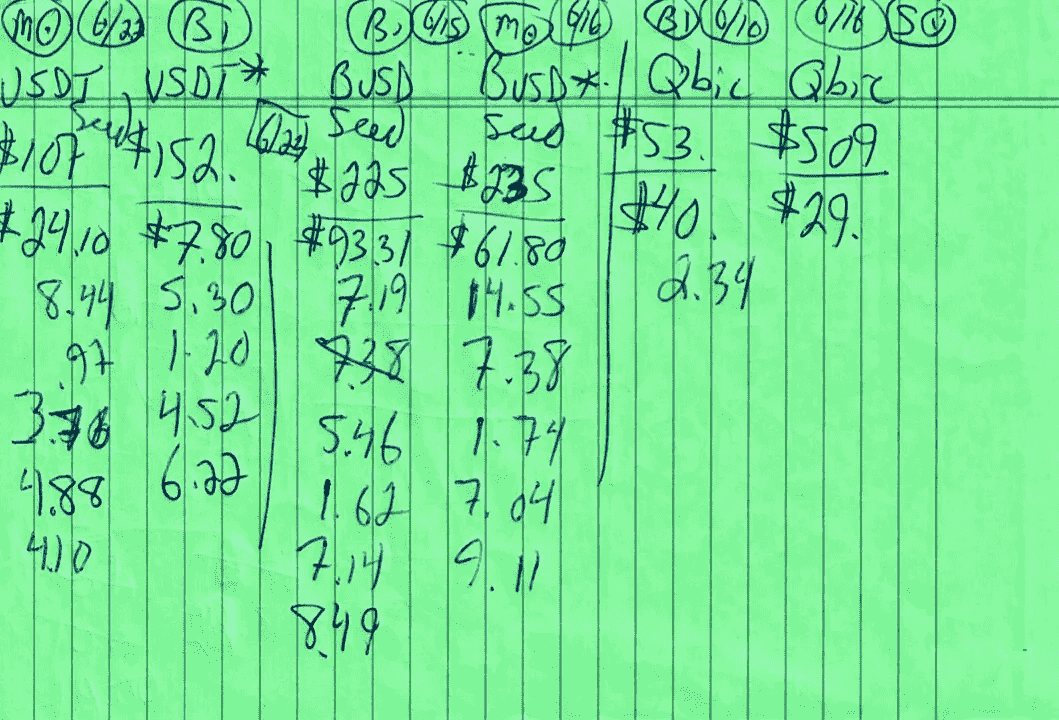 MO 6/22 B1 B1 6/15 MO 6/16 B1 6/10 6/16 SO
USDT USDT* BUSD BUSD* Qbic Qbic
Seed 6/22 Seed Seed
$107 $152. $225 $235 $53. $509
$24.10 $7.80 $93.31 $61.80 $40. $29.
8.44 5.30 7.19 14.55 2.34
.97 1.20 7.38 7.38
3.76 4.52 5.46 1.74
4.88 6.22 1.62 7.04
4.10 7.14 9.11
8.49